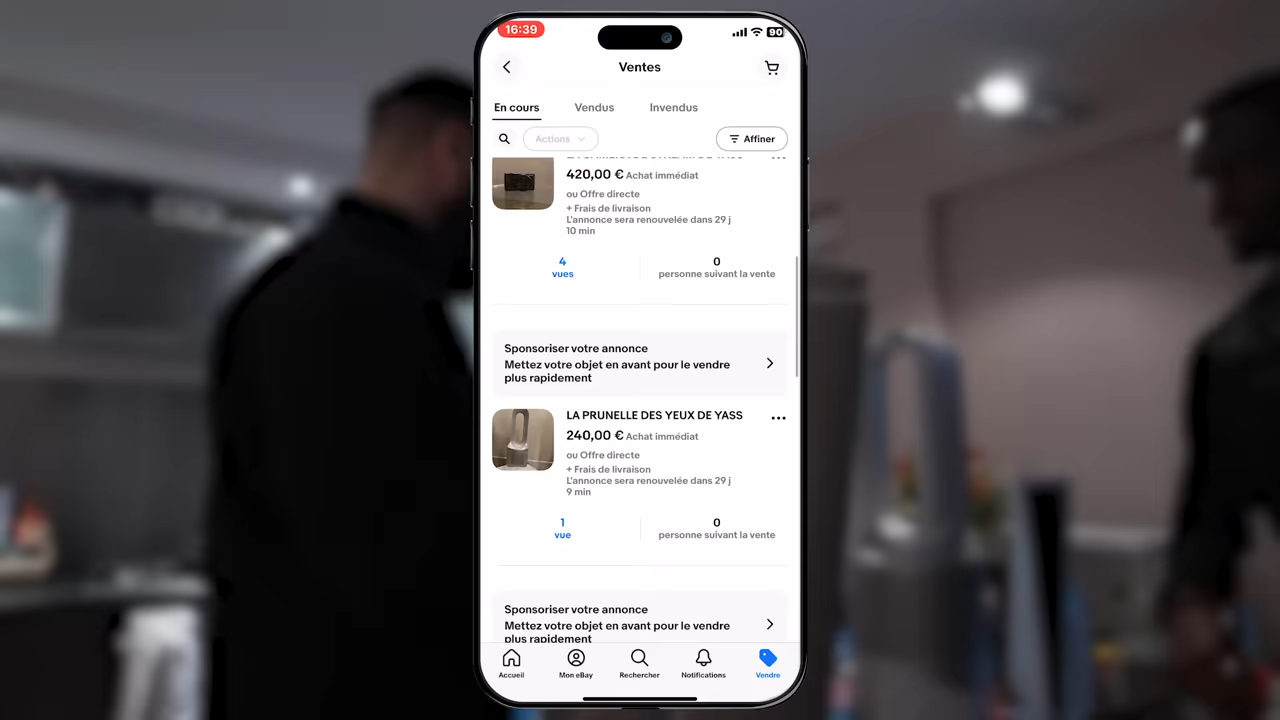 16:39
90
Ventes
En cours
Vendus
Invendus
Actions
Affiner
420,00 € Achat immédiat
ou Offre directe
+ Frais de livraison
L'annonce sera renouvelée dans 29 j
10 min
4
vues
0
personne suivant la vente
Sponsoriser votre annonce
Mettez votre objet en avant pour le vendre
plus rapidement
LA PRUNELLE DES YEUX DE YASS
240,00 € Achat immédiat
ou Offre directe
+ Frais de livraison
L'annonce sera renouvelée dans 29 j
9 min
1
vue
0
personne suivant la vente
Sponsoriser votre annonce
Mettez votre objet en avant pour le vendre
plus rapidement
Accueil
Mon eBay
Rechercher
Notifications
Vendre